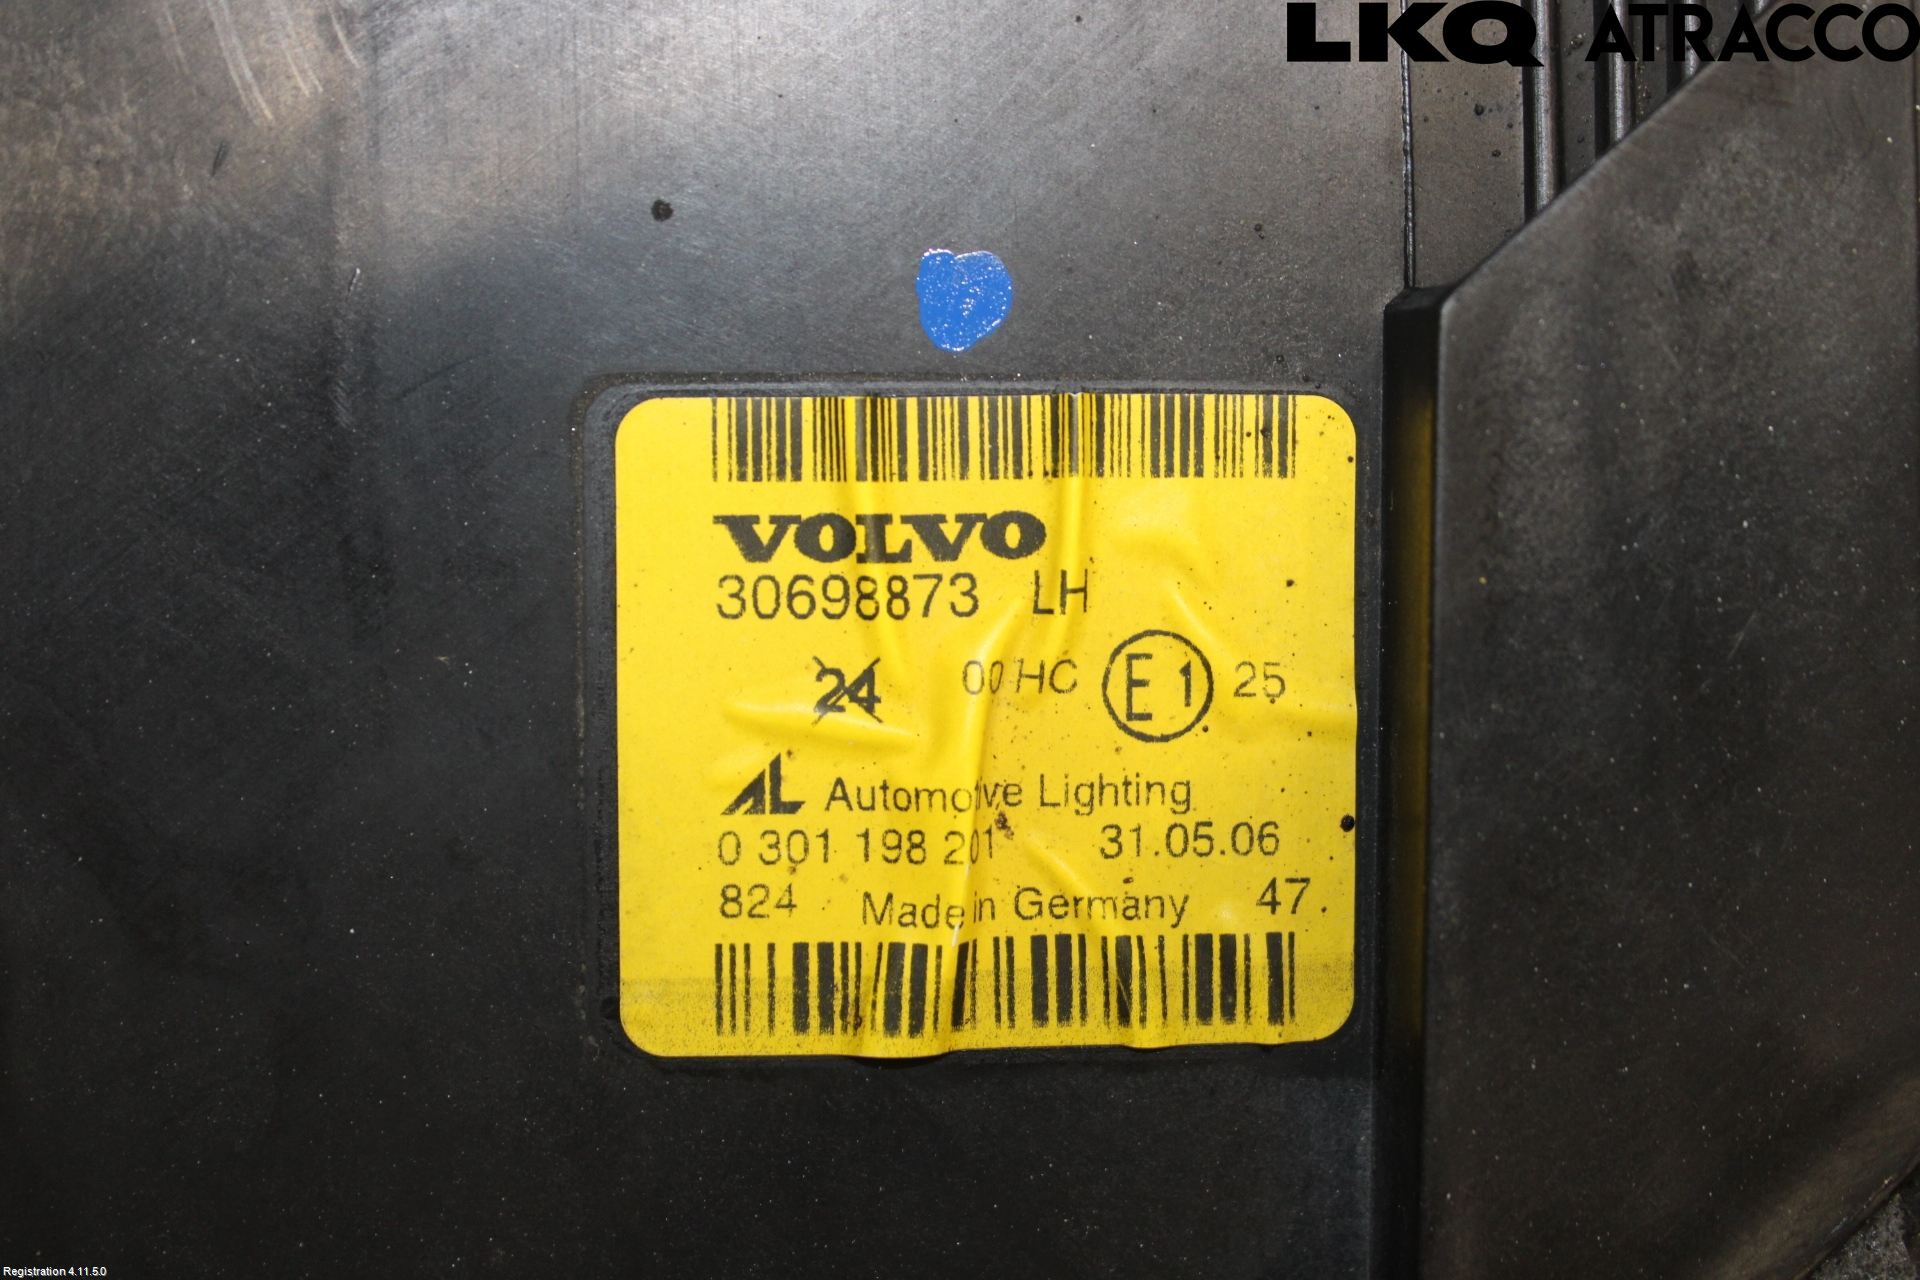 LKQ ATRACCO
VOLVO
30698873 LH
24 00 HC E1 25
AL Automotive Lighting
0 301 198 201 31.05.06
824 Made in Germany 47
Registration 4.11.5.0